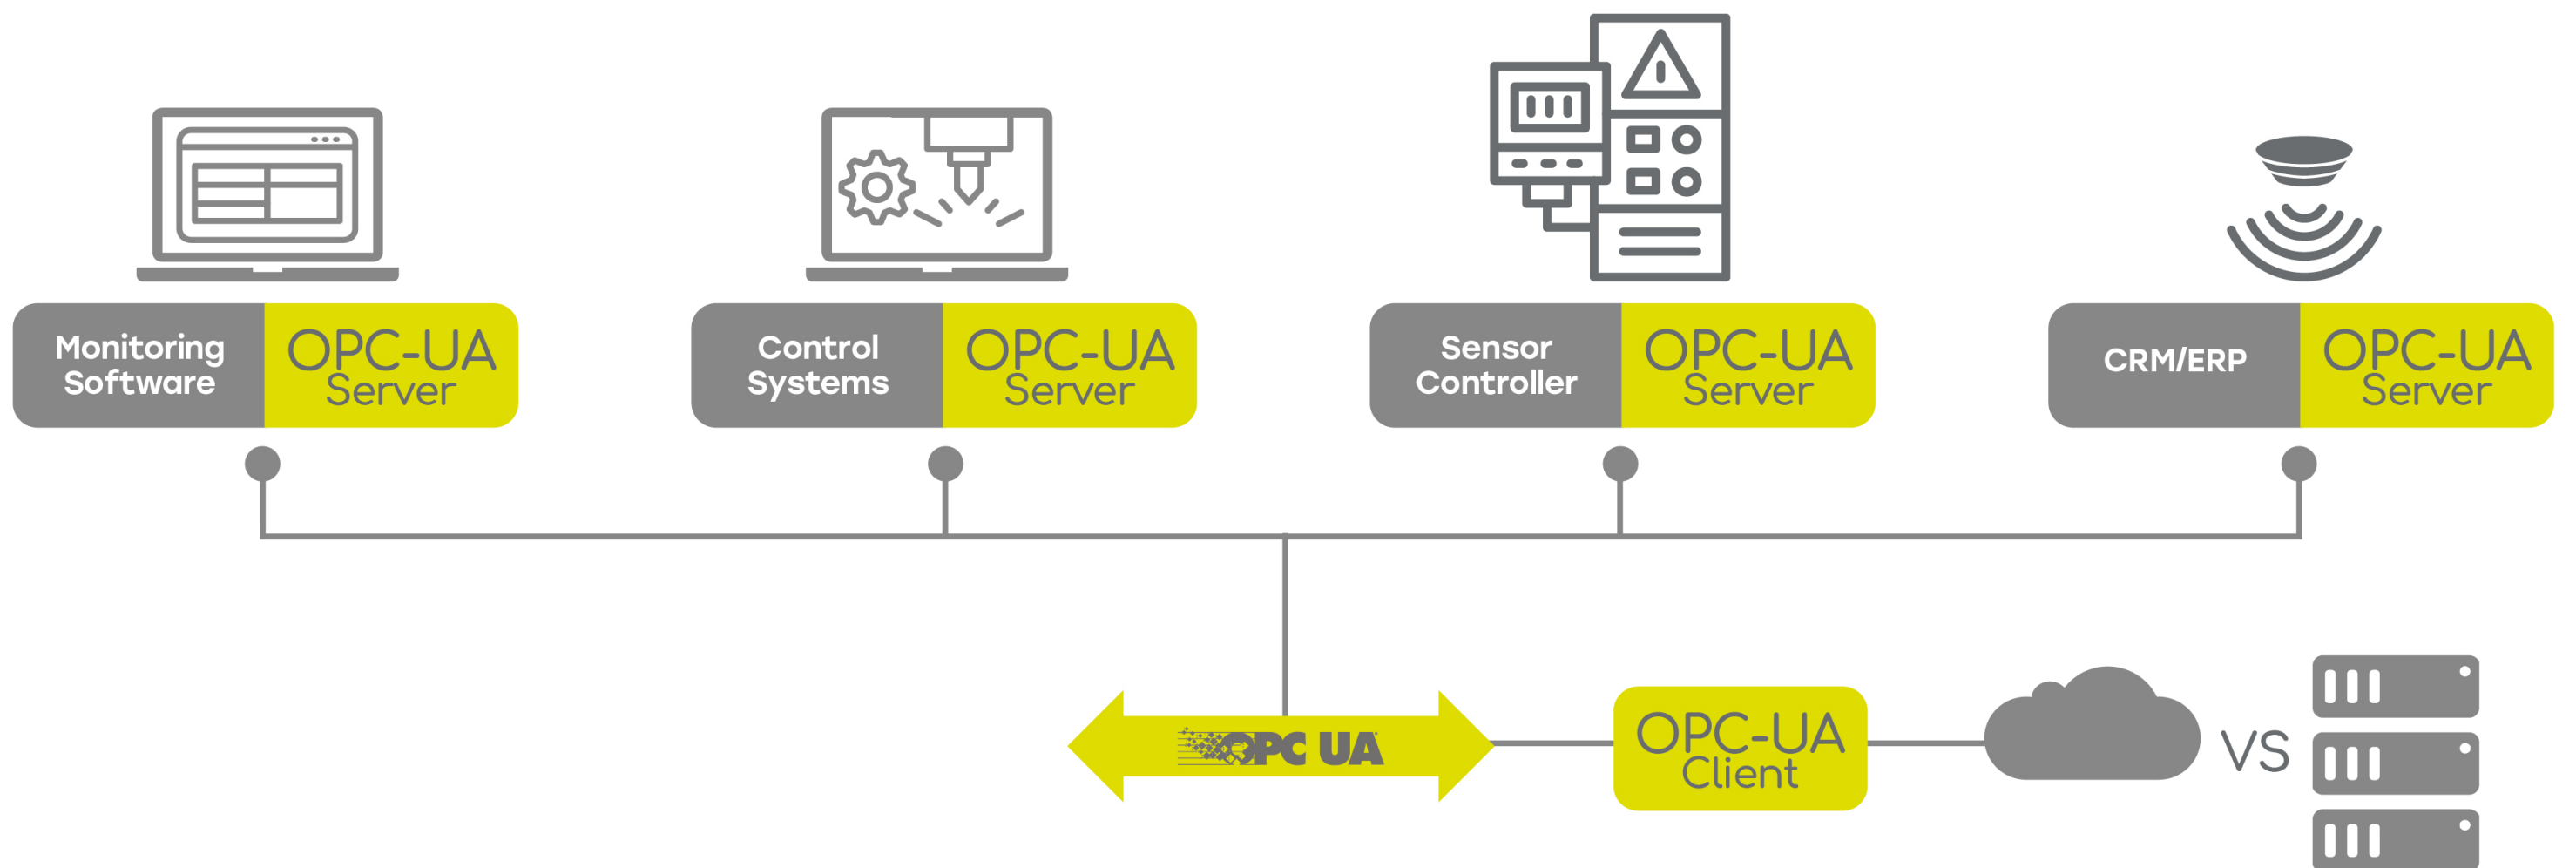 Monitoring
Software
OPC-UA
Server
Control
Systems
OPC-UA
Server
Sensor
Controller
OPC-UA
Server
CRM/ERP
OPC-UA
Server
OPC UA
OPC-UA
Client
VS